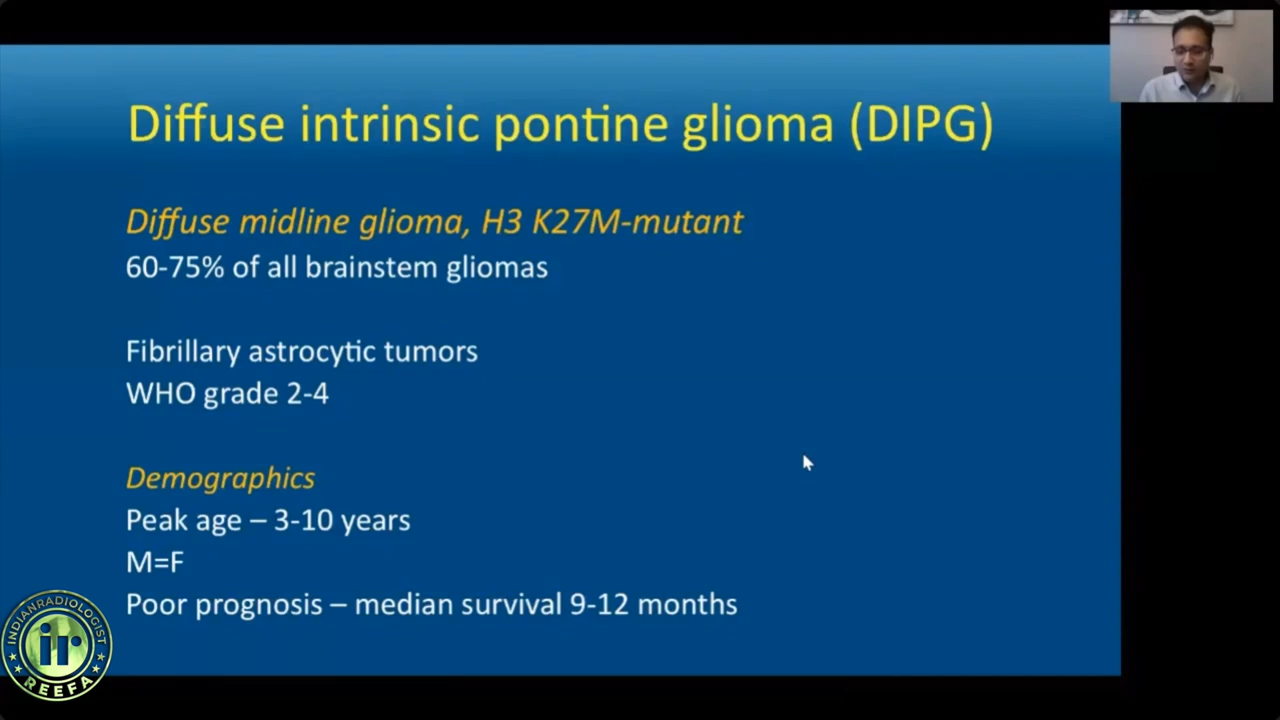 Diffuse intrinsic pontine glioma (DIPG)
Diffuse midline glioma, H3 K27M-mutant
60-75% of all brainstem gliomas
Fibrillary astrocytic tumors
WHO grade 2-4
Demographics
Peak age – 3-10 years
M=F
Poor prognosis – median survival 9-12 months
INDIANRADIOLOGIST
ir
REEFA